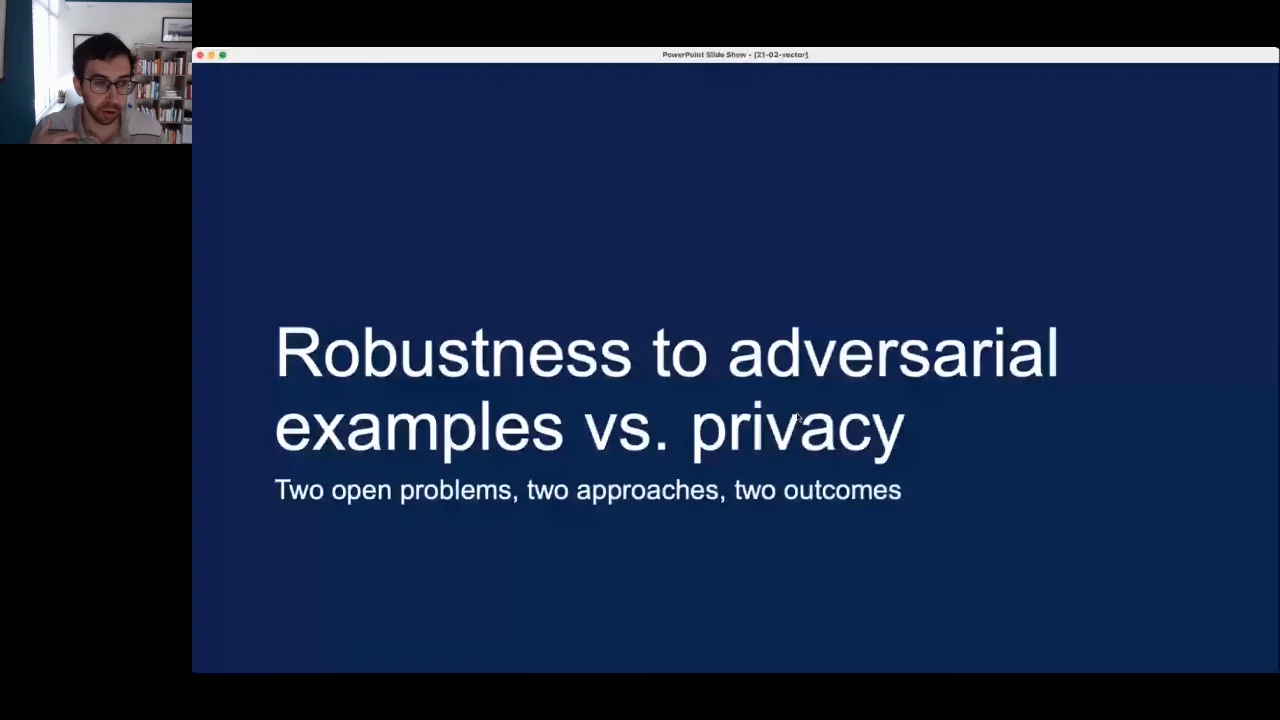 PowerPoint Slide Show - [21-02-vector]
Robustness to adversarial
examples vs. privacy
Two open problems, two approaches, two outcomes